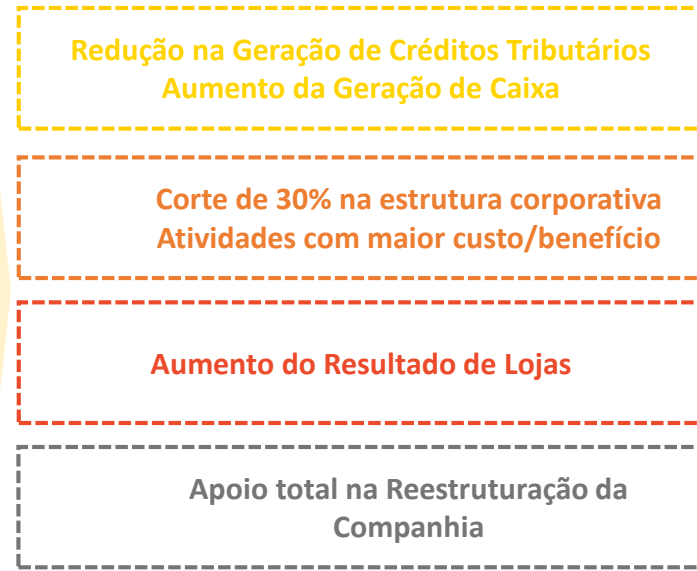 Redução na Geração de Créditos Tributários
Aumento da Geração de Caixa
Corte de 30% na estrutura corporativa
Atividades com maior custo/benefício
Aumento do Resultado de Lojas
Apoio total na Reestruturação da
Companhia